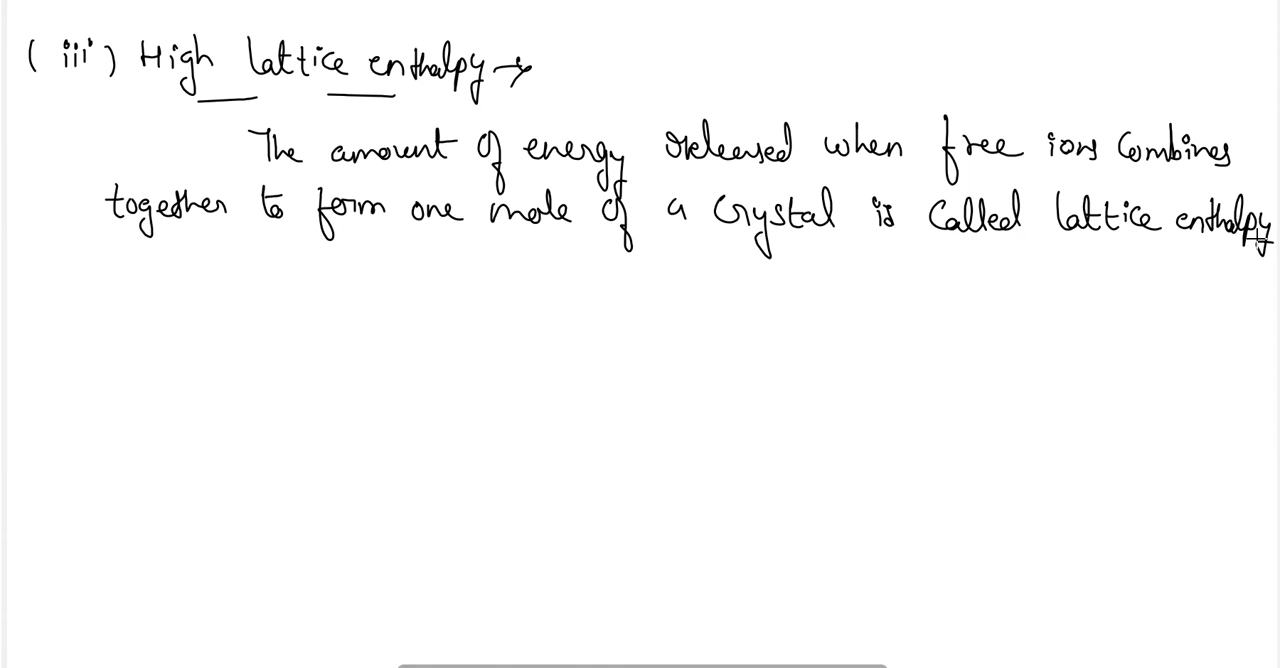 (iii) High lattice enthalpy →
The amount of energy released when free ions combines
together to form one mole of a crystal is called lattice enthalpy